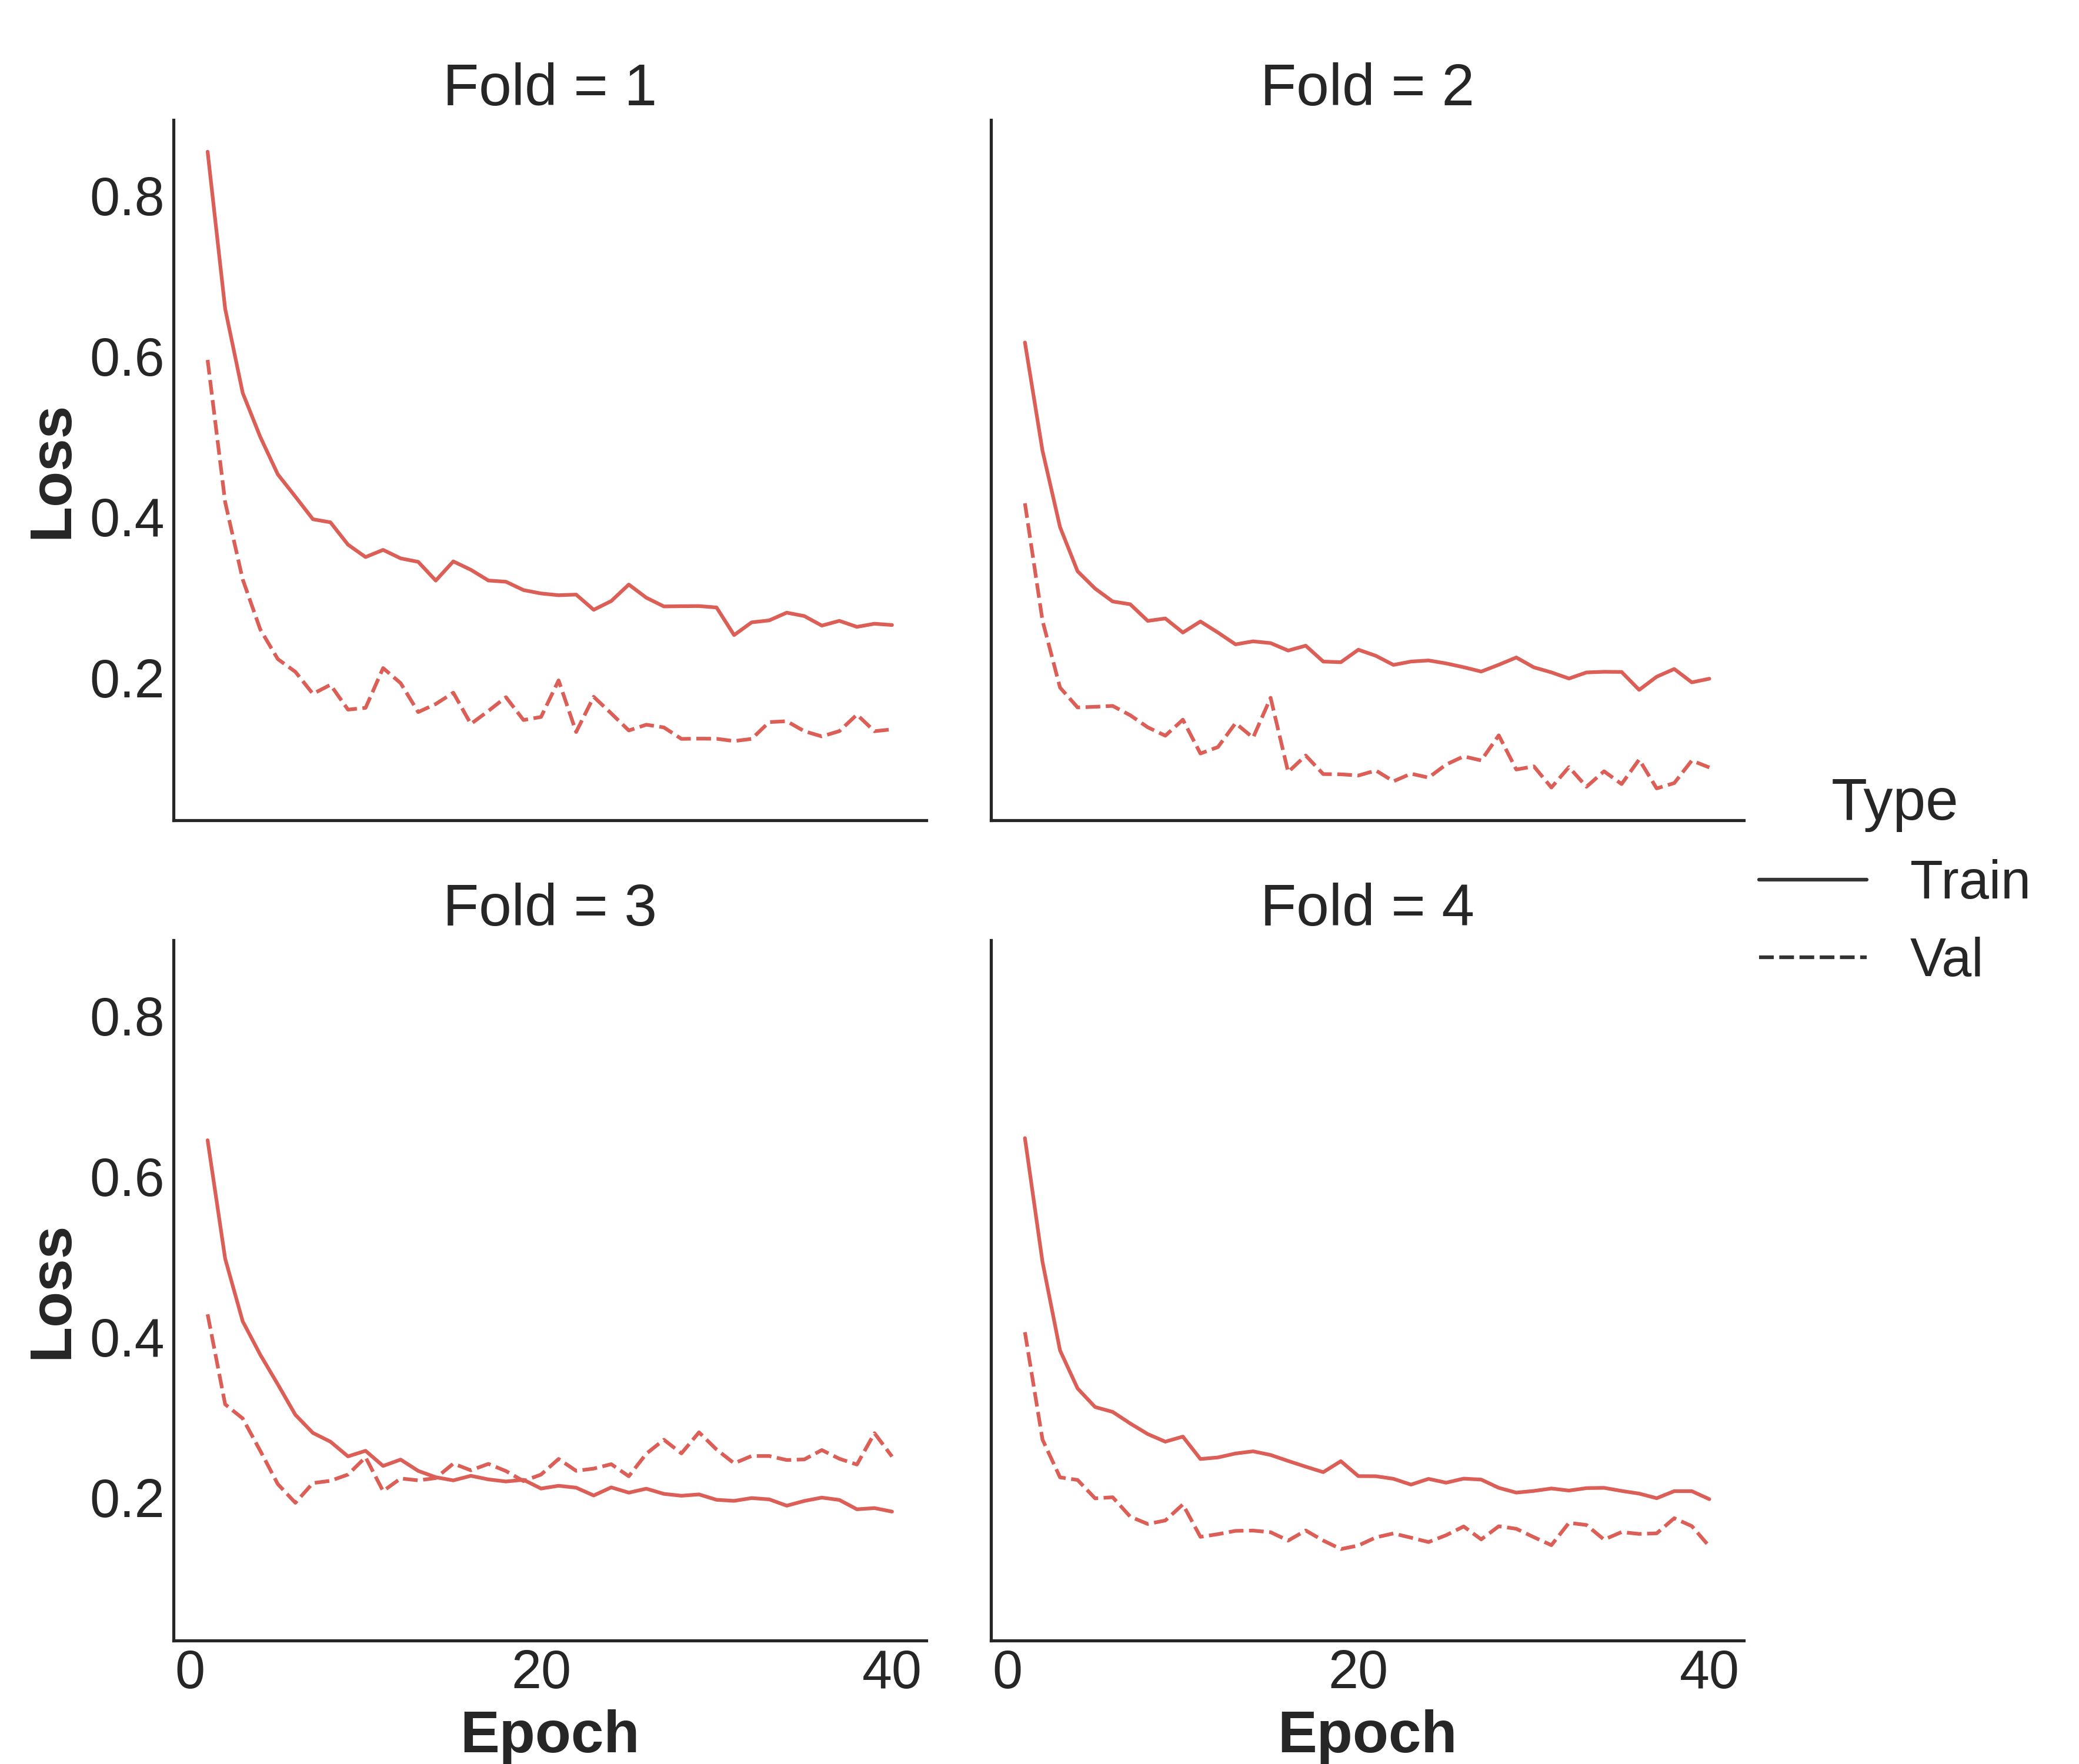 Fold = 1
Fold = 2
0.8
0.6
0.4
0.2
Loss
Type
Train
Val
Fold = 3
Fold = 4
0.8
0.6
0.4
0.2
Loss
0 20 40
0 20 40
Epoch
Epoch